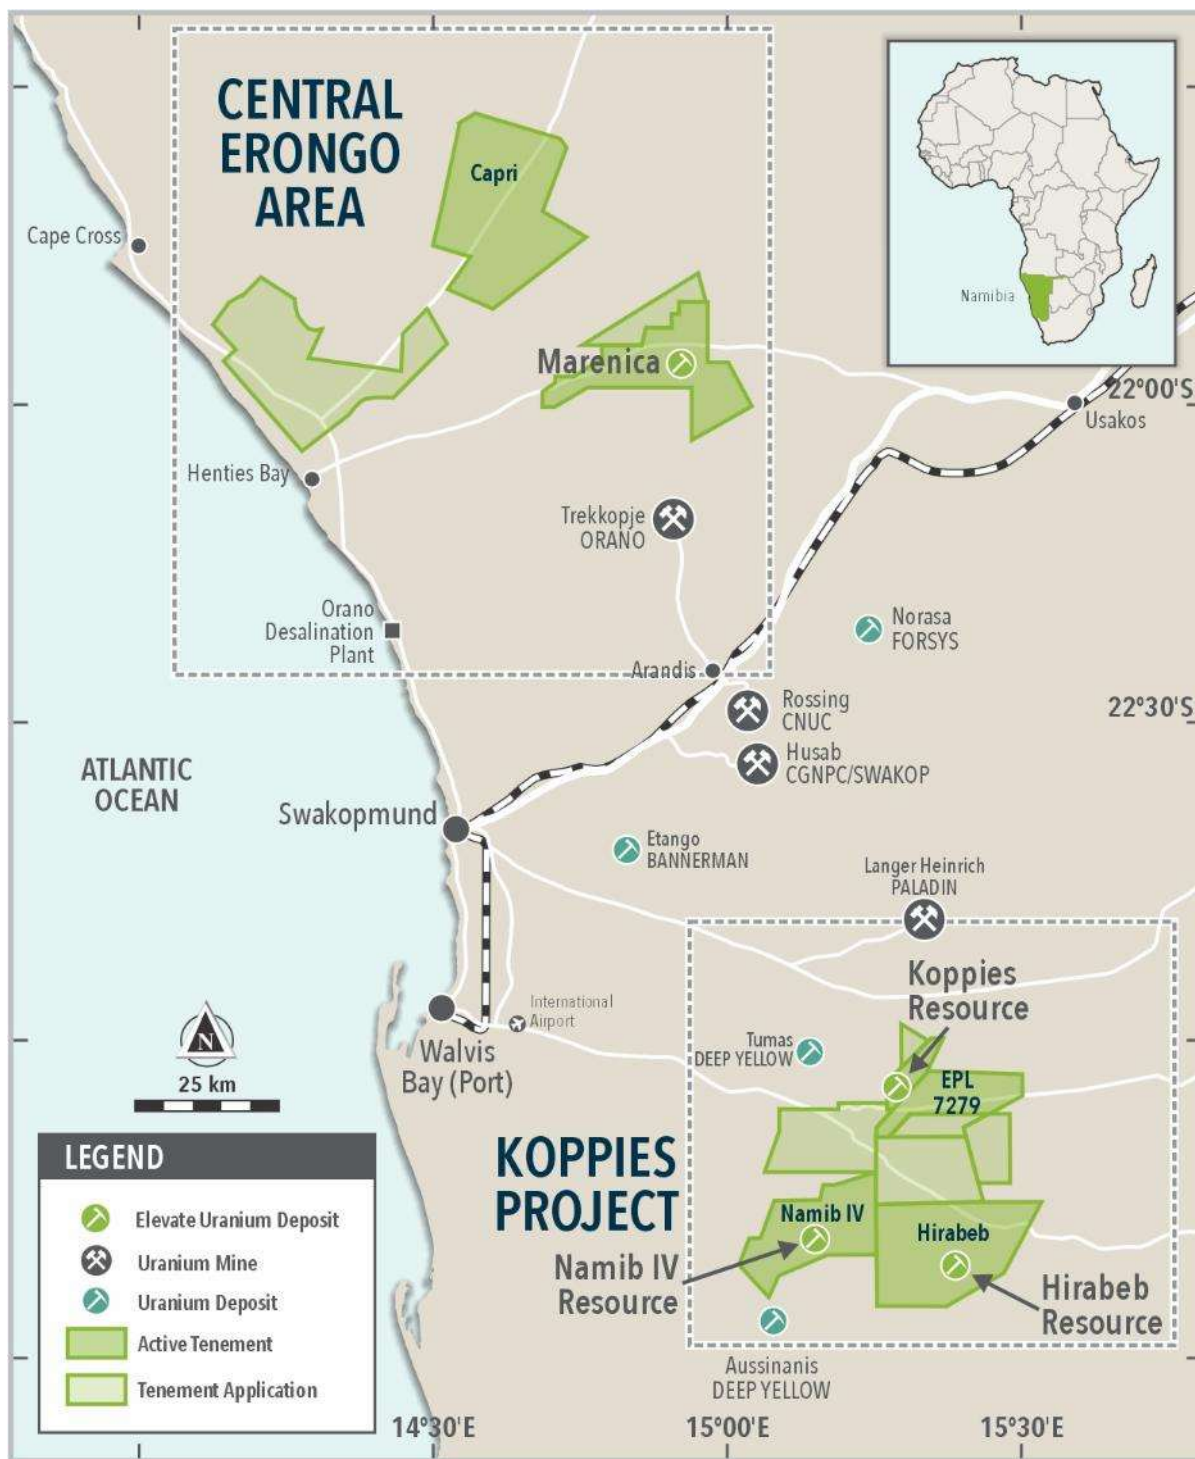 CENTRAL
ERONGO
AREA
Capri
Cape Cross
Namibia
Marenica
22°00'S
Usakos
Henties Bay
Trekkopje
ORANO
Orano
Desalination
Plant
Norasa
FORSYS
Arandis
Rossing
CNUC
22°30'S
Husab
CGNPC/SWAKOP
ATLANTIC
OCEAN
Swakopmund
Etango
BANNERMAN
Langer Heinrich
PALADIN
Koppies
Resource
International
Airport
N
25 km
Walvis
Bay (Port)
Tumas
DEEP YELLOW
EPL
7279
KOPPIES
PROJECT
Namib IV
Hirabeb
Namib IV
Resource
Hirabeb
Resource
Aussinanis
DEEP YELLOW
LEGEND
Elevate Uranium Deposit
Uranium Mine
Uranium Deposit
Active Tenement
Tenement Application
14°30'E
15°00'E
15°30'E